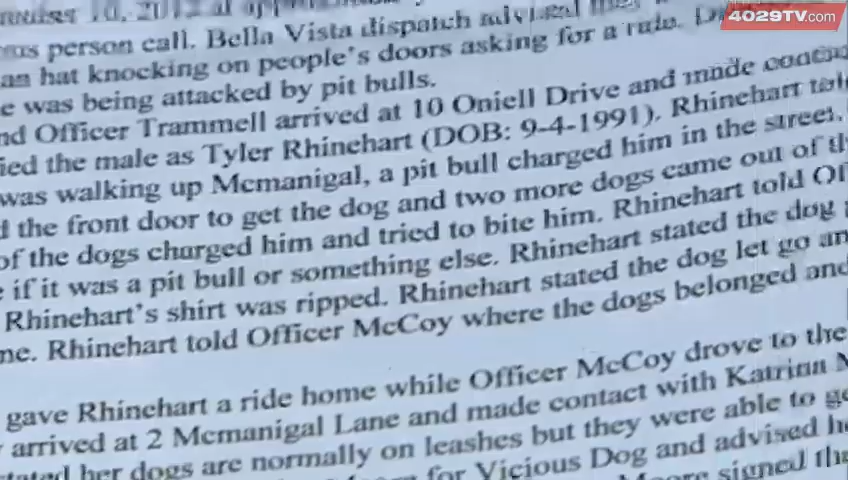 4029TV.com
person call. Bella Vista dispatch
an hat knocking on people's doors asking for a
e was being attacked by pit bulls.
nd Officer Trammell arrived at 10 Oniell Drive and made
ied the male as Tyler Rhinehart (DOB: 9-4-1991). Rhinehart
was walking up Mcmanigal, a pit bull charged him in the street.
the front door to get the dog and two more dogs came out of
of the dogs charged him and tried to bite him. Rhinehart told
if it was a pit bull or something else. Rhinehart stated the dog
Rhinehart's shirt was ripped. Rhinehart stated the dog let go
me. Rhinehart told Officer McCoy where the dogs belonged and
gave Rhinehart a ride home while Officer McCoy drove to the
arrived at 2 Mcmanigal Lane and made contact with Katrina
her dogs are normally on leashes but they were able to
for Vicious Dog and advised
signed